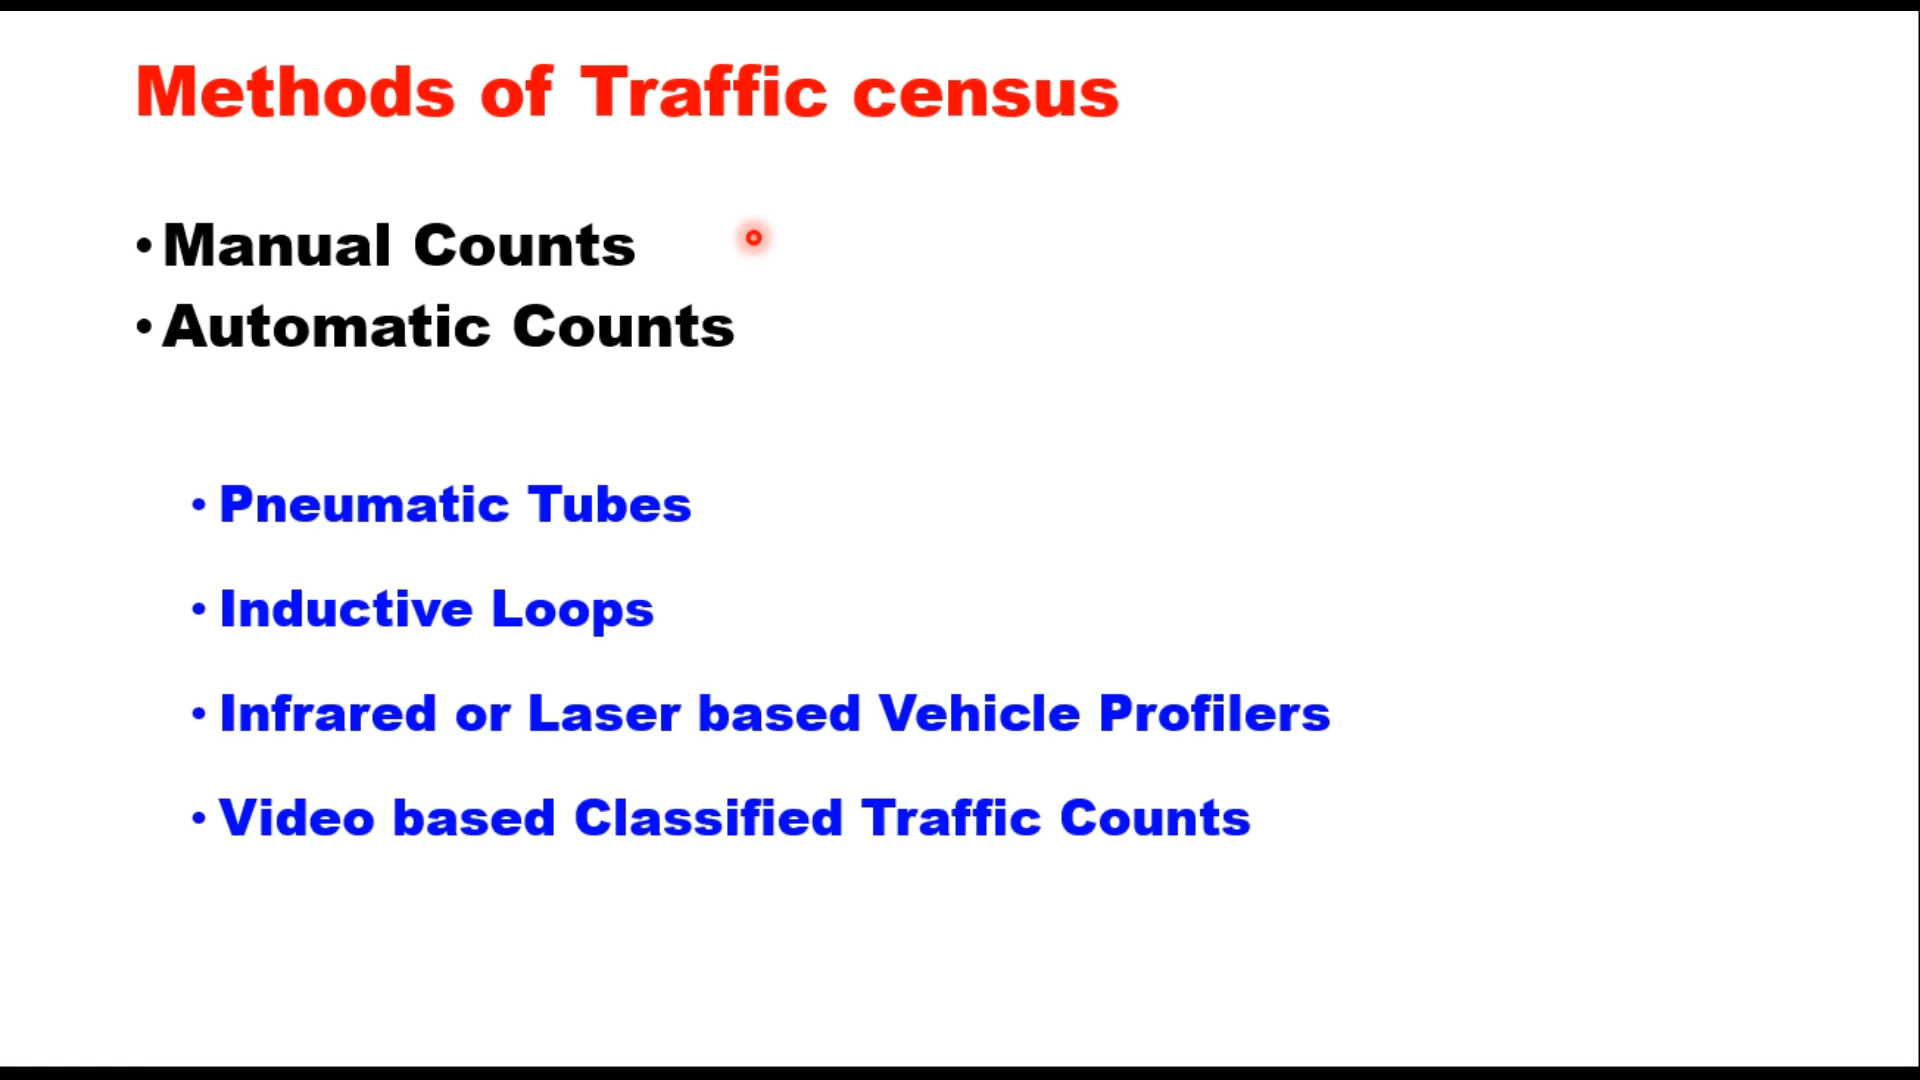 Methods of Traffic census
• Manual Counts
• Automatic Counts
• Pneumatic Tubes
• Inductive Loops
• Infrared or Laser based Vehicle Profilers
• Video based Classified Traffic Counts